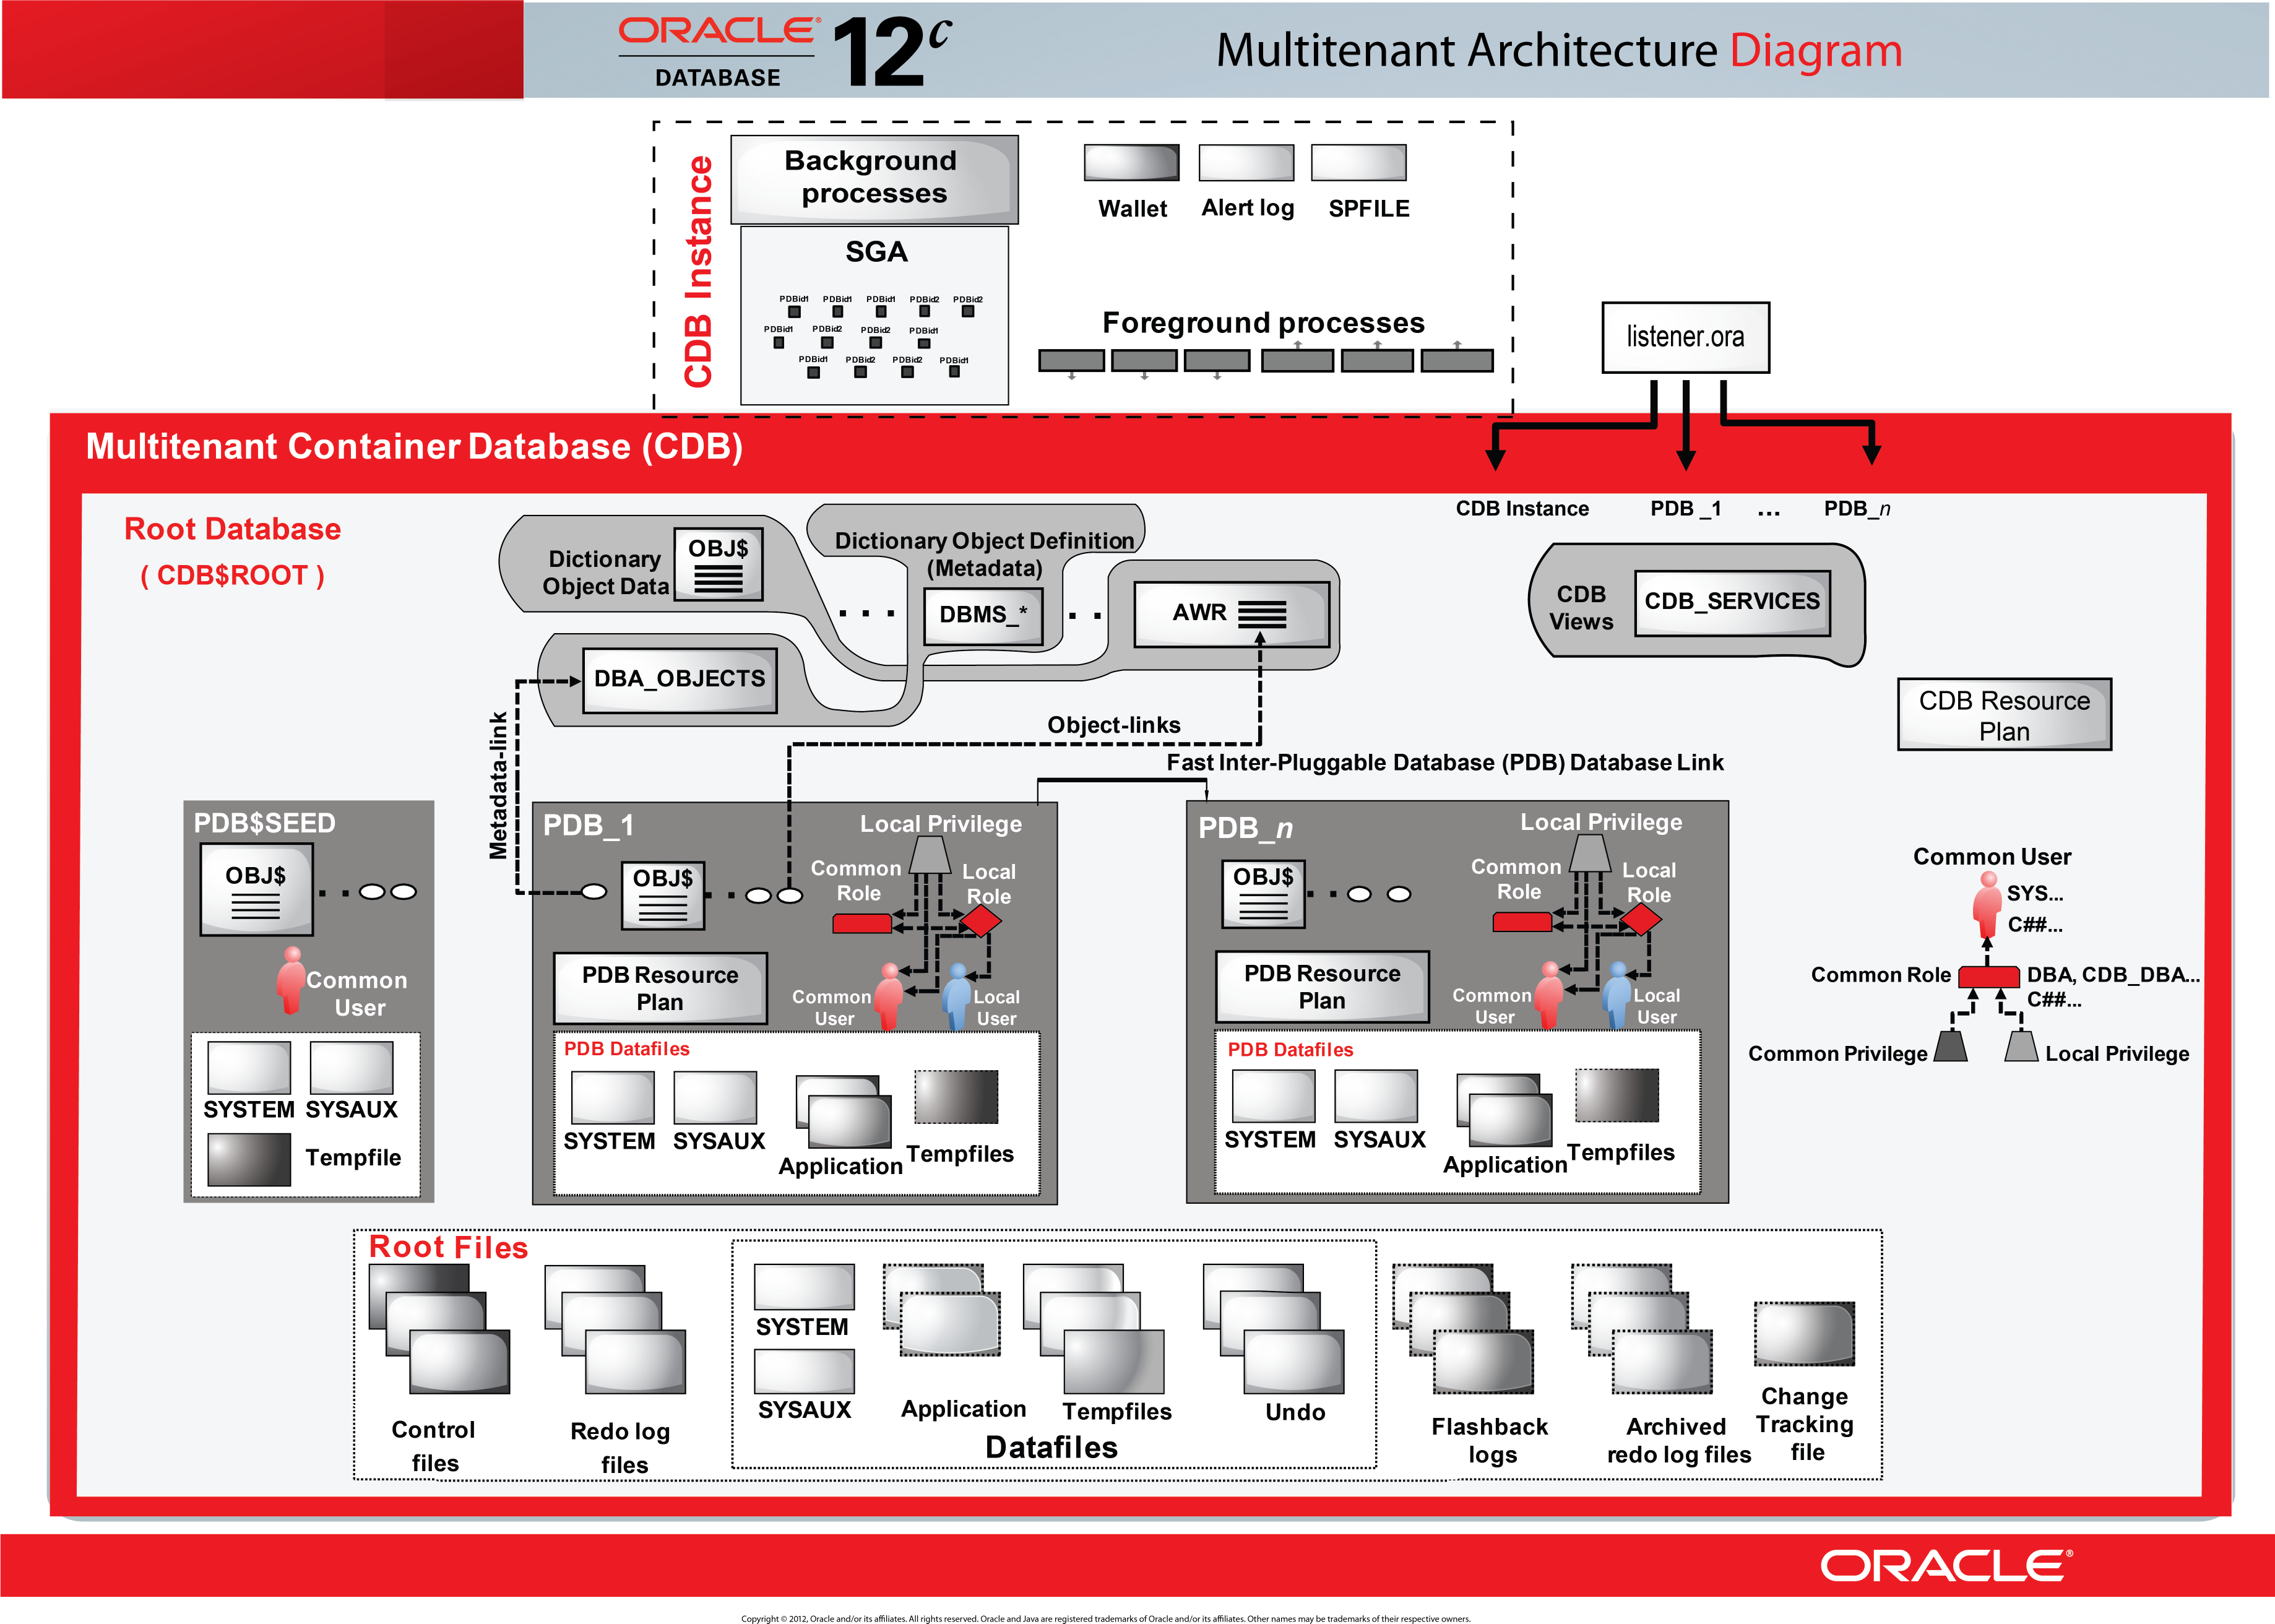 ORACLE®
DATABASE
12c
Multitenant Architecture Diagram
CDB Instance
Background
processes
SGA
PDBid1 PDBid1 PDBid1 PDBid2 PDBid2
PDBid1 PDBid2 PDBid2 PDBid1
PDBid1 PDBid2 PDBid2 PDBid1
Wallet
Alert log
SPFILE
Foreground processes
listener.ora
Multitenant Container Database (CDB)
CDB Instance
PDB _1
...
PDB_n
Root Database
( CDB$ROOT )
Dictionary
Object Data
OBJ$
Dictionary Object Definition
(Metadata)
. . .
DBMS_*
. .
AWR
DBA_OBJECTS
CDB
Views
CDB_SERVICES
CDB Resource
Plan
Metadata-link
Object-links
Fast Inter-Pluggable Database (PDB) Database Link
PDB$SEED
OBJ$
. .
Common
User
SYSTEM
SYSAUX
Tempfile
PDB_1
Local Privilege
OBJ$
. .
Common
Role
Local
Role
PDB Resource
Plan
Common
User
Local
User
PDB Datafiles
SYSTEM
SYSAUX
Application
Tempfiles
PDB_n
Local Privilege
OBJ$
. .
Common
Role
Local
Role
PDB Resource
Plan
Common
User
Local
User
PDB Datafiles
SYSTEM
SYSAUX
Application
Tempfiles
Common User
SYS...
C##...
Common Role
DBA, CDB_DBA...
C##...
Common Privilege
Local Privilege
Root Files
Control
files
Redo log
files
SYSTEM
SYSAUX
Application
Tempfiles
Undo
Datafiles
Flashback
logs
Archived
redo log files
Change
Tracking
file
ORACLE®
Copyright © 2012, Oracle and/or its affiliates. All rights reserved. Oracle and Java are registered trademarks of Oracle and/or its affiliates. Other names may be trademarks of their respective owners.